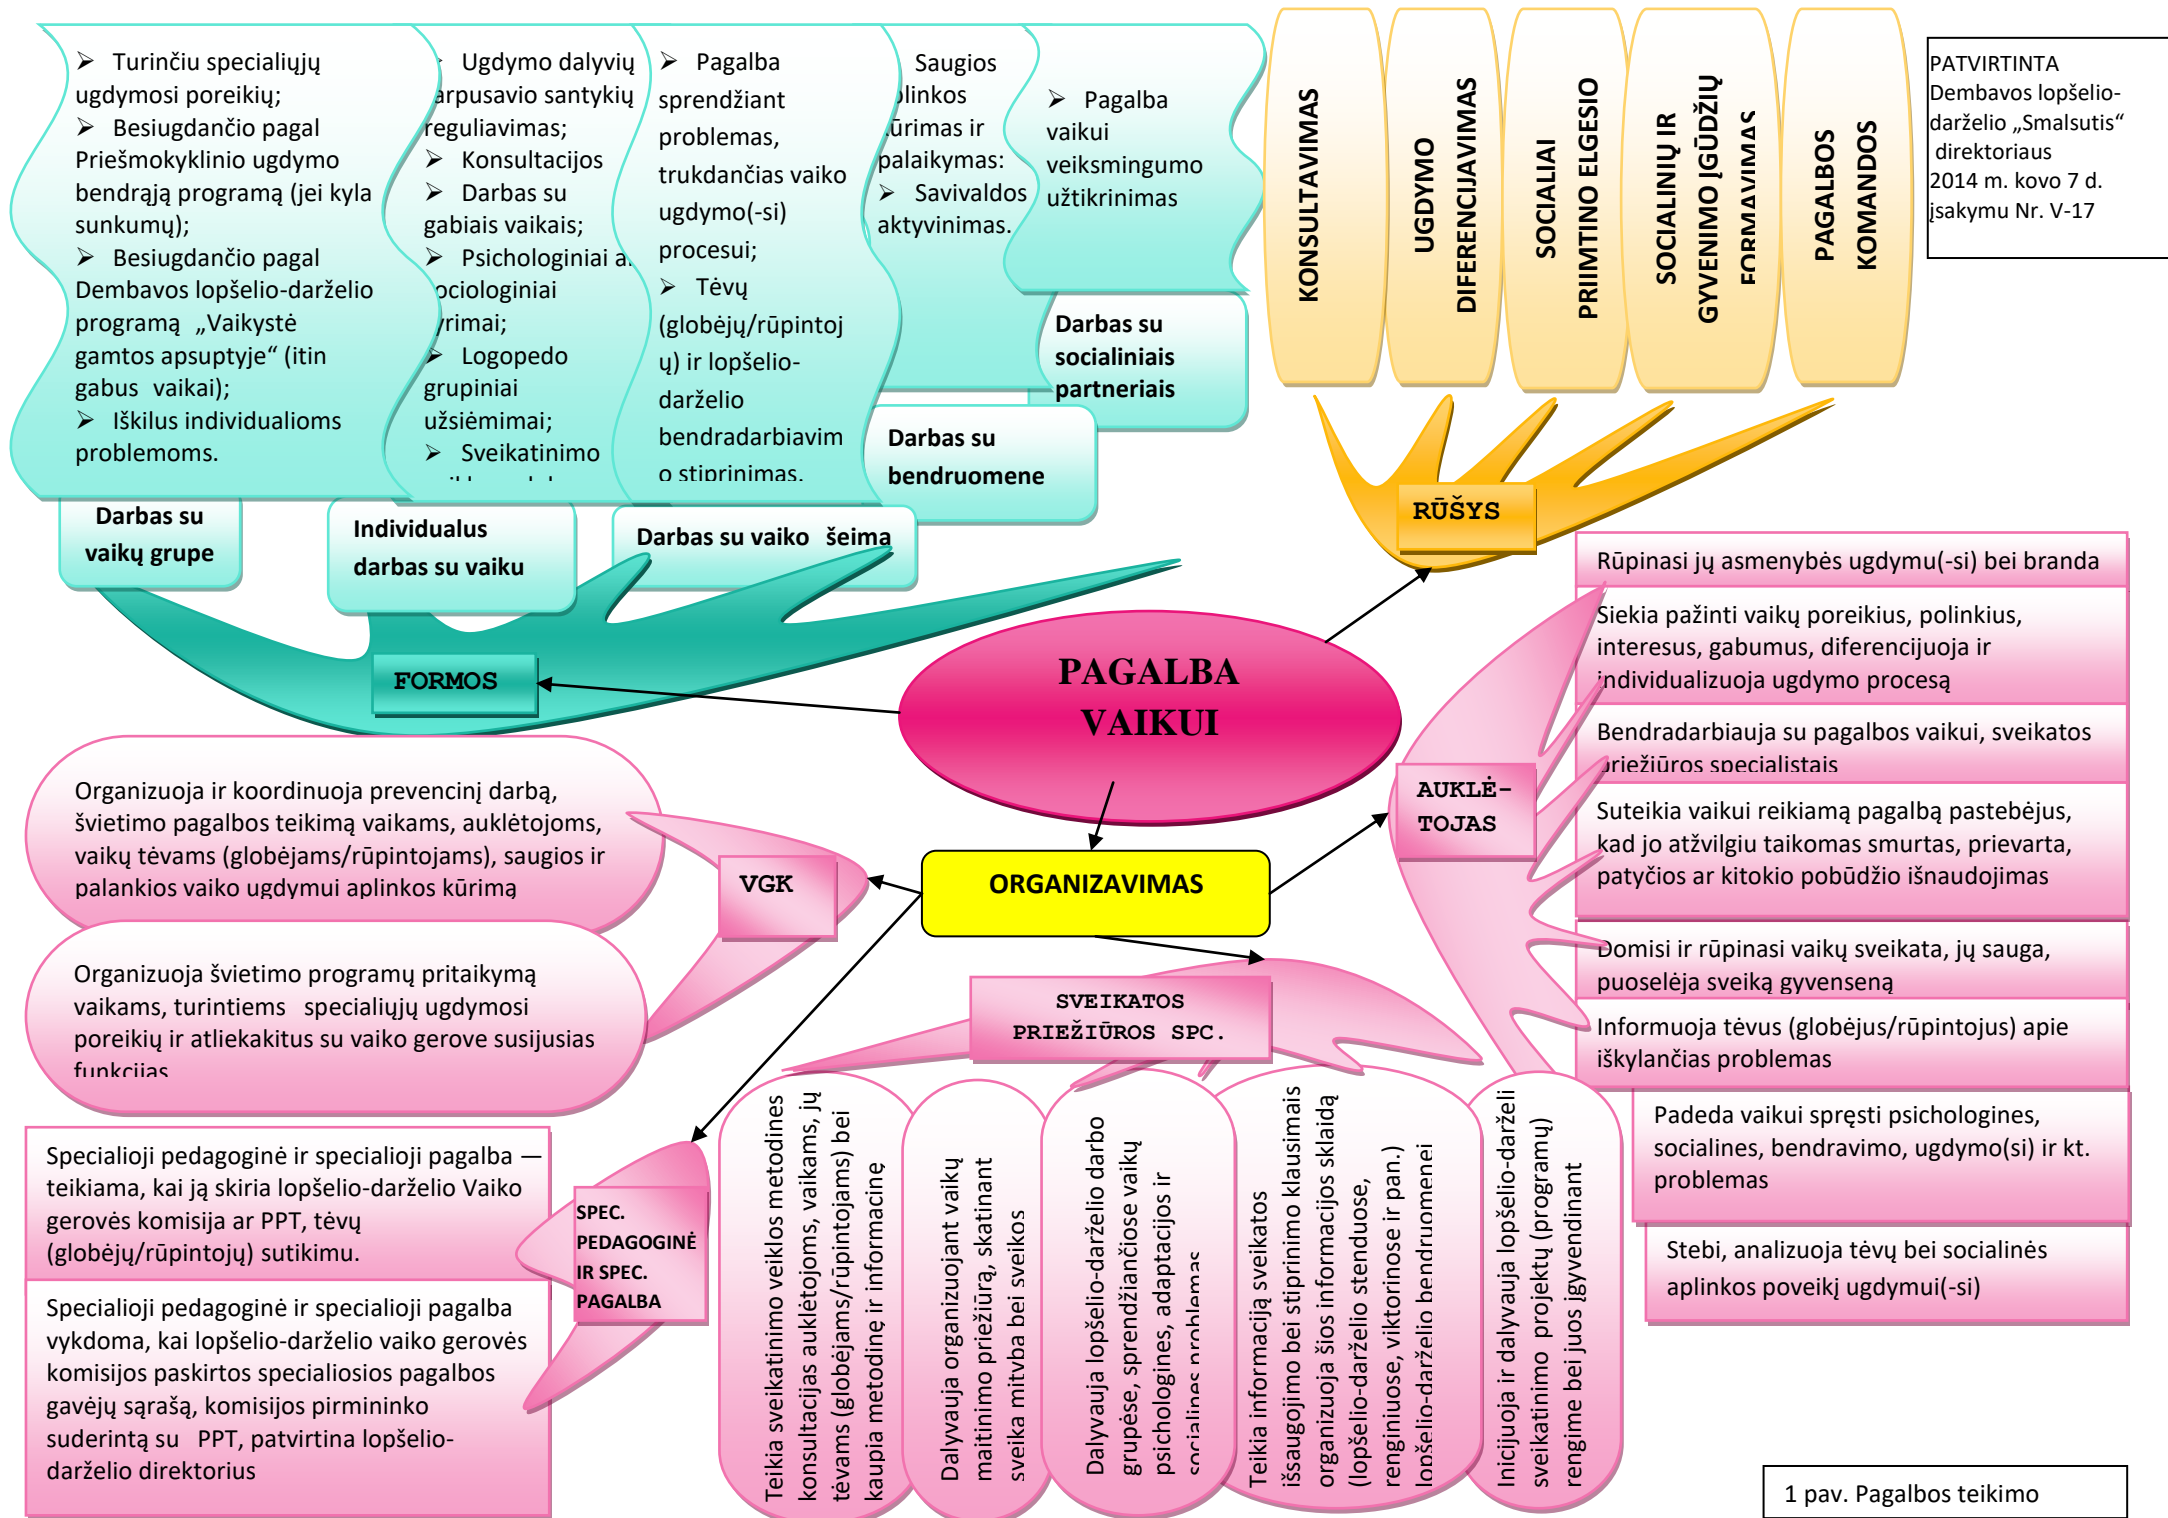 Turinčiu specialiųjų
ugdymosi poreikių;
Besiugdančio pagal
Priešmokyklinio ugdymo
bendrąją programą (jei kyla
sunkumų);
Besiugdančio pagal
Dembavos lopšelio-darželio
programą „Vaikystė
gamtos apsuptyje“ (itin
gabus vaikai);
Iškilus individualioms
problemoms.
Darbas su
vaikų grupe
Ugdymo dalyvių
arpusavio santykių
reguliavimas;
Konsultacijos
Darbas su
gabiais vaikais;
Psichologiniai
ociologiniai
yrimai;
Logopedo
grupiniai
užsiėmimai;
Sveikatinimo
Individualus
darbas su vaiku
Pagalba
sprendžiant
problemas,
trukdančias vaiko
ugdymo(-si)
procesui;
Tėvų
(globėjų/rūpintoj
ų) ir lopšelio-
darželio
bendradarbiavim
o stiprinimas.
Darbas su vaiko šeima
Saugios
linkos
ūrimas ir
palaikymas:
Savivaldos
aktyvinimas.
Darbas su
bendruomene
Pagalba
vaikui
veiksmingumo
užtikrinimas
Darbas su
socialiniais
partneriais
KONSULTAVIMAS
UGDYMO
DIFERENCIJAVIMAS
SOCIALIAI
PRIIMTINO ELGESIO
SOCIALINIŲ IR
GYVENIMO ĮGŪDŽIŲ
FORMAVIMAS
PAGALBOS
KOMANDOS
PATVIRTINTA
Dembavos lopšelio-
darželio „Smalsutis“
direktoriaus
2014 m. kovo 7 d.
įsakymu Nr. V-17
RŪŠYS
FORMOS
PAGALBA
VAIKUI
ORGANIZAVIMAS
AUKLĖ-
TOJAS
Rūpinasi jų asmenybės ugdymu(-si) bei branda
Siekia pažinti vaikų poreikius, polinkius,
interesus, gabumus, diferencijuoja ir
individualizuoja ugdymo procesą
Bendradarbiauja su pagalbos vaikui, sveikatos
priežiūros specialistais
Suteikia vaikui reikiamą pagalbą pastebėjus,
kad jo atžvilgiu taikomas smurtas, prievarta,
patyčios ar kitokio pobūdžio išnaudojimas
Domisi ir rūpinasi vaikų sveikata, jų sauga,
puoselėja sveiką gyvenseną
Informuoja tėvus (globėjus/rūpintojus) apie
iškylančias problemas
Padeda vaikui spręsti psichologines,
socialines, bendravimo, ugdymo(si) ir kt.
problemas
Stebi, analizuoja tėvų bei socialinės
aplinkos poveikį ugdymui(-si)
VGK
Organizuoja ir koordinuoja prevencinį darbą,
švietimo pagalbos teikimą vaikams, auklėtojoms,
vaikų tėvams (globėjams/rūpintojams), saugios ir
palankios vaiko ugdymui aplinkos kūrimą
Organizuoja švietimo programų pritaikymą
vaikams, turintiems specialiųjų ugdymosi
poreikių ir atliekakitus su vaiko gerove susijusias
funkcijas
SPEC.
PEDAGOGINĖ
IR SPEC.
PAGALBA
Specialioji pedagoginė ir specialioji pagalba —
teikiama, kai ją skiria lopšelio-darželio Vaiko
gerovės komisija ar PPT, tėvų
(globėjų/rūpintojų) sutikimu.
Specialioji pedagoginė ir specialioji pagalba
vykdoma, kai lopšelio-darželio vaiko gerovės
komisijos paskirtos specialiosios pagalbos
gavėjų sąrašą, komisijos pirmininko
suderintą su PPT, patvirtina lopšelio-
darželio direktorius
SVEIKATOS
PRIEŽIŪROS SPC.
Teikia sveikatinimo veiklos metodines
konsultacijas auklėtojoms, vaikams, jų
tėvams (globėjams/rūpintojams) bei
kaupia metodinę ir informacinę
Dalyvauja organizuojant vaikų
maitinimo priežiūrą, skatinant
sveika mitvba bei sveikos
Dalyvauja lopšelio-darželio darbo
grupėse, sprendžiančiose vaikų
psichologines, adaptacijos ir
socialines problemas
Teikia informaciją sveikatos
išsaugojimo bei stiprinimo klausimais
organizuoja šios informacijos sklaidą
(lopšelio-darželio stenduose,
renginiuose, viktorinose ir pan.)
lopšelio-darželio bendruomenei
Inicijuoja ir dalyvauja lopšelio-darželi
sveikatinimo projektų (programų)
rengime bei juos įgyvendinant
1 pav. Pagalbos teikimo